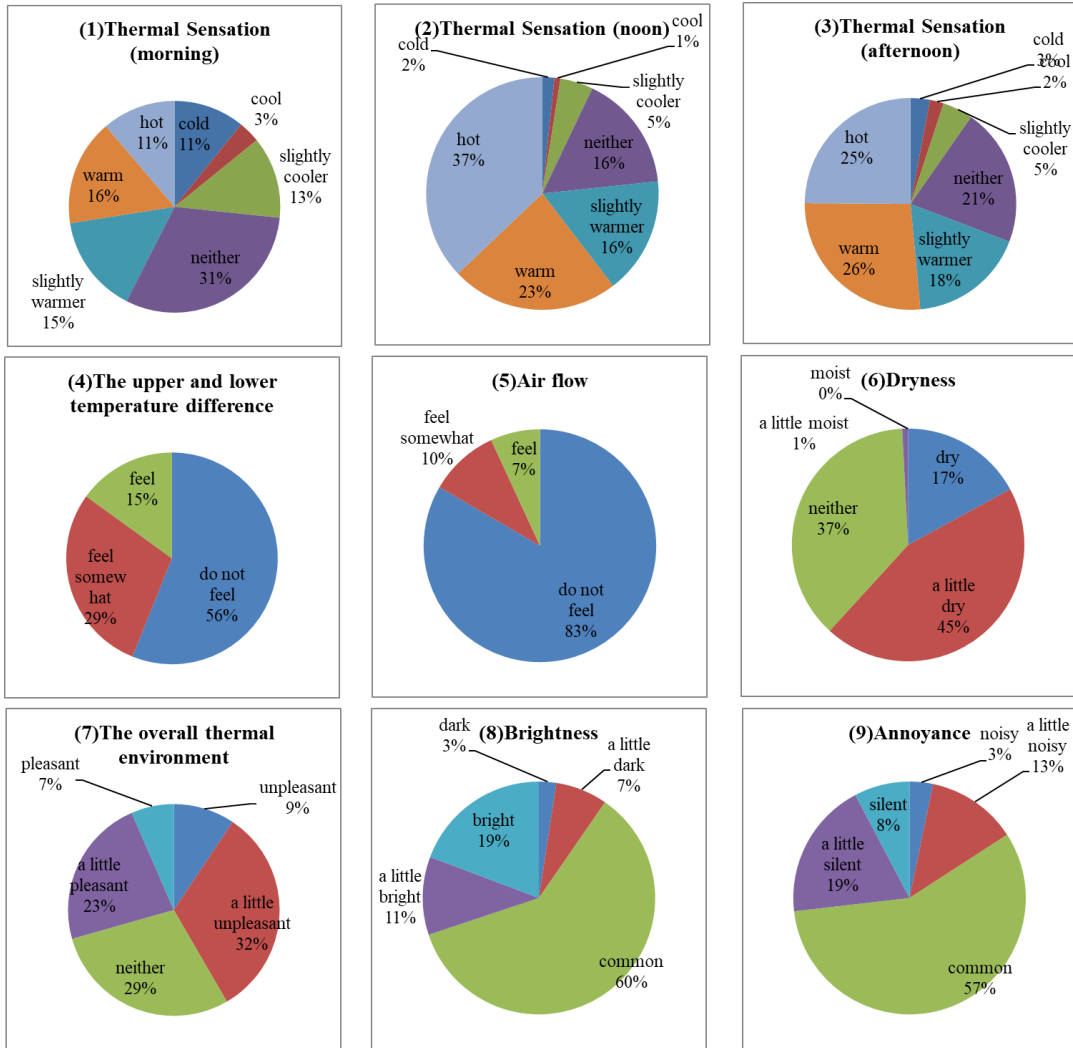 (1)Thermal Sensation
(morning)
hot
11%
cold
11%
cool
3%
slightly
cooler
13%
warm
16%
neither
31%
slightly
warmer
15%
(2)Thermal Sensation (noon)
cold
2%
cool
1%
slightly
cooler
5%
hot
37%
neither
16%
slightly
warmer
16%
warm
23%
(3)Thermal Sensation
(afternoon)
cold
3%
cool
2%
slightly
cooler
5%
hot
25%
neither
21%
slightly
warmer
18%
warm
26%
(4)The upper and lower
temperature difference
feel
15%
feel
somew
hat
29%
do not
feel
56%
(5)Air flow
feel
somewhat
10%
feel
7%
do not
feel
83%
(6)Dryness
moist
0%
a little moist
1%
dry
17%
neither
37%
a little
dry
45%
(7)The overall thermal
environment
pleasant
7%
unpleasant
9%
a little
pleasant
23%
a little
unpleasant
32%
neither
29%
(8)Brightness
dark
3%
a little
dark
7%
bright
19%
a little
bright
11%
common
60%
(9)Annoyance
noisy
3%
a little
noisy
13%
silent
8%
a little
silent
19%
common
57%